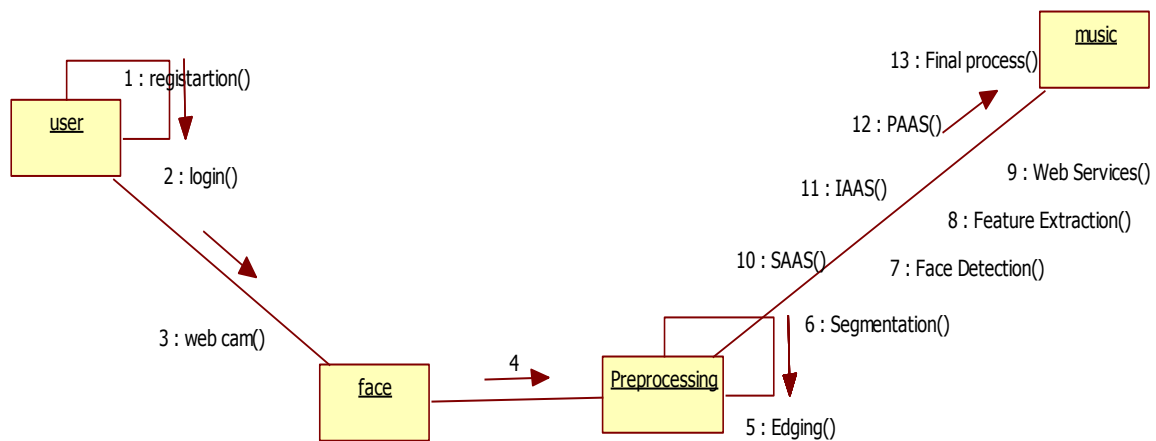 music
13 : Final process()
1 : registartion()
user
12 : PAAS()
2 : login()
11 : IAAS()
9 : Web Services()
8 : Feature Extraction()
10 : SAAS()
7 : Face Detection()
3 : web cam()
6 : Segmentation()
4
face
Preprocessing
5 : Edging()